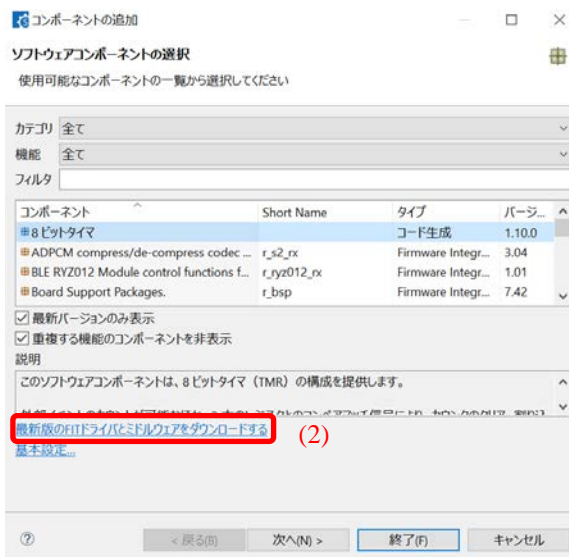 コンポーネントの追加
ソフトウェアコンポーネントの選択
使用可能なコンポーネントの一覧から選択してください
カテゴリ 全て
機能 全て
フィルタ
コンポーネント Short Name タイプ バージ...
8 ビットタイマ コード生成 1.10.0
ADPCM compress/de-compress codec ... r_s2_rx Firmware Integr... 3.04
BLE RYZ012 Module control functions f... r_ryz012_rx Firmware Integr... 1.01
Board Support Packages. r_bsp Firmware Integr... 7.42
最新バージョンのみ表示
重複する機能のコンポーネントを非表示
説明
このソフトウェアコンポーネントは、8 ビットタイマ (TMR) の構成を提供します。
最新版のFITドライバとミドルウェアをダウンロードする (2)
基本設定...
? < 戻る(B) 次へ(N) > 終了(F) キャンセル